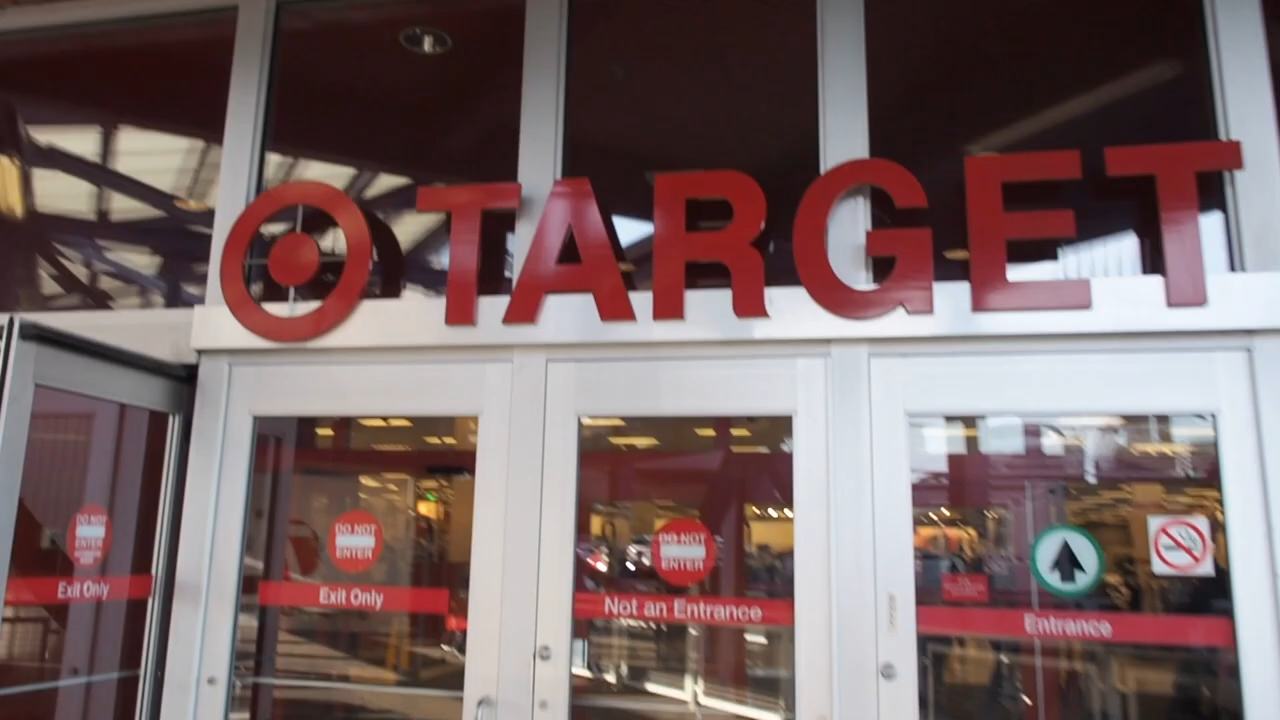 TARGET
DO NOT
ENTER
Exit Only
DO NOT
ENTER
Exit Only
DO NOT
ENTER
Not an Entrance
Entrance